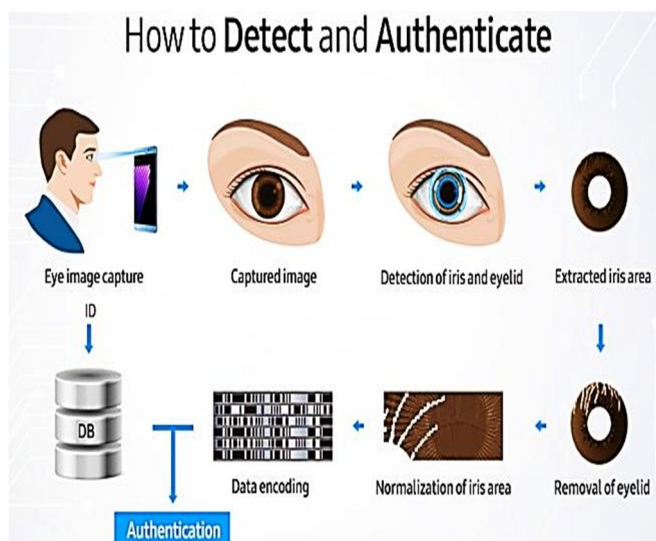 How to Detect and Authenticate
Eye image capture
Captured image
Detection of iris and eyelid
Extracted iris area
ID
DB
Data encoding
Normalization of iris area
Removal of eyelid
Authentication